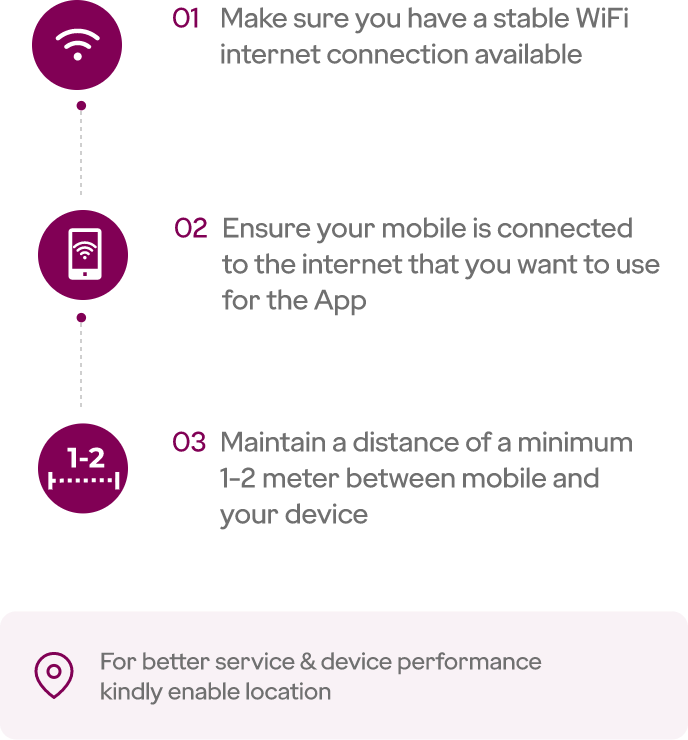 01 Make sure you have a stable WiFi
internet connection available
02 Ensure your mobile is connected
to the internet that you want to use
for the App
1-2
03 Maintain a distance of a minimum
1-2 meter between mobile and
your device
For better service & device performance
kindly enable location